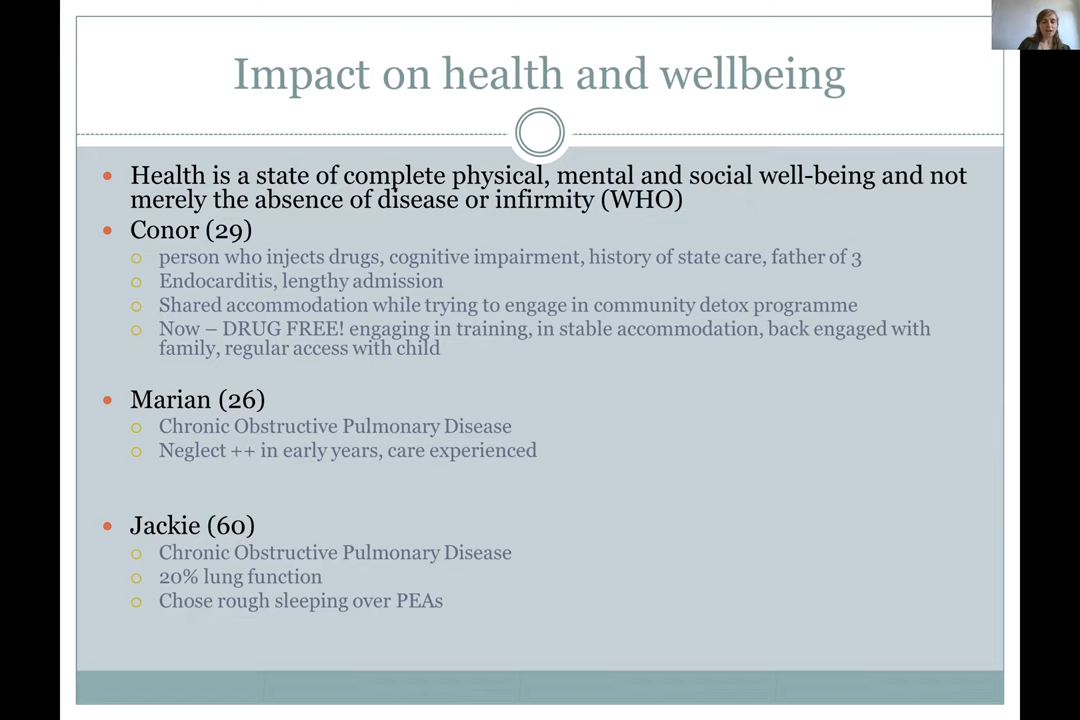 Impact on health and wellbeing
Health is a state of complete physical, mental and social well-being and not
merely the absence of disease or infirmity (WHO)
Conor (29)
person who injects drugs, cognitive impairment, history of state care, father of 3
Endocarditis, lengthy admission
Shared accommodation while trying to engage in community detox programme
Now – DRUG FREE! engaging in training, in stable accommodation, back engaged with
family, regular access with child
Marian (26)
Chronic Obstructive Pulmonary Disease
Neglect ++ in early years, care experienced
Jackie (60)
Chronic Obstructive Pulmonary Disease
20% lung function
Chose rough sleeping over PEAs